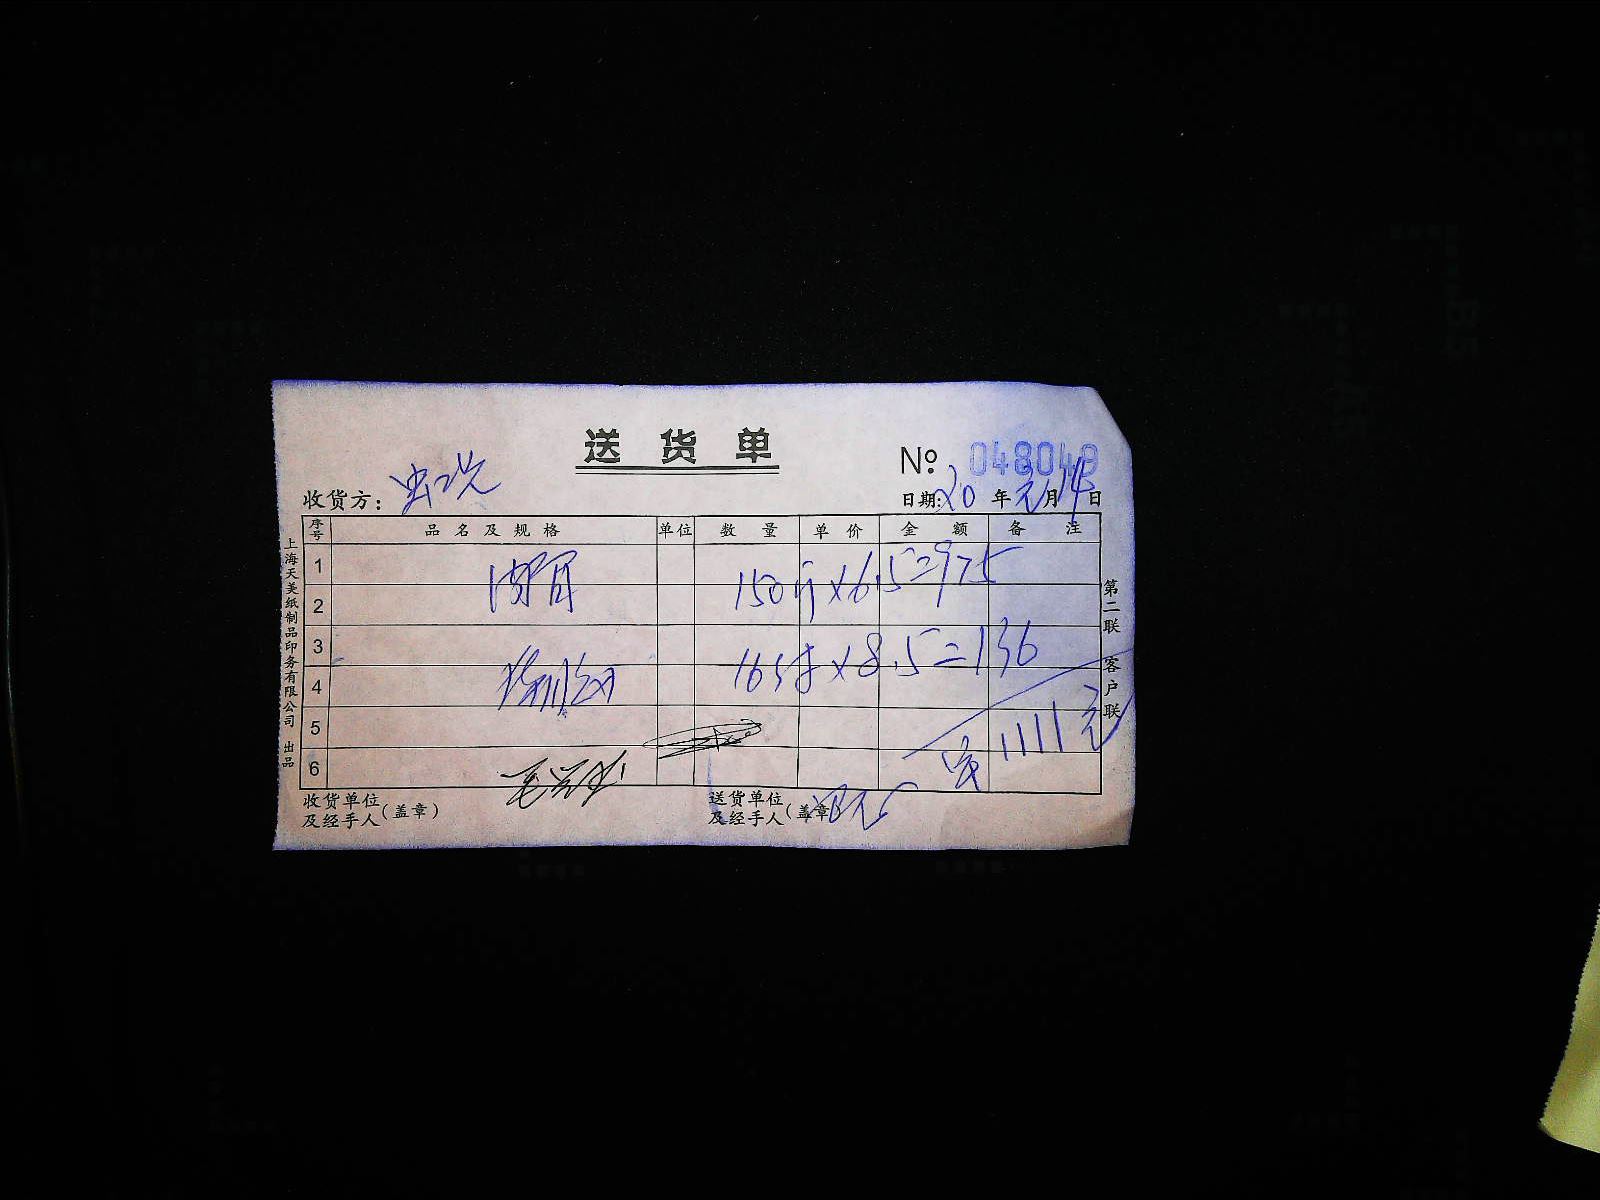 送货单
No 048049
收货方:
日期: 20 年 元 月 14 日
序号 品名及规格 单位 数量 单价 金额 备注
1 150斤 x 6.5 = 975
2
3 16斤 x 8.5 = 136
4
5 1111元
6
收货单位及经手人(盖章)
送货单位及经手人(盖章)
上海天美纸制品印务有限公司 出品
第二联 客户联